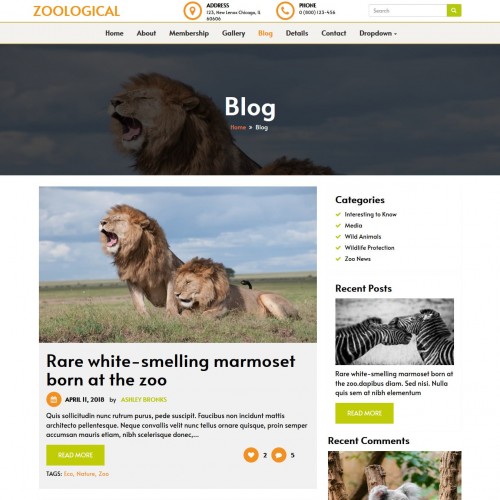 ZOOLOGICAL
ADDRESS
123, New Lenox Chicago, IL
60606
PHONE
0 (800) 123-456
Search
Home About Membership Gallery Blog Details Contact Dropdown
Blog
Home » Blog
Rare white-smelling marmoset
born at the zoo
APRIL 11, 2018 by ASHLEY BRONKS
Quis sollicitudin nunc rutrum purus, pede suscipit. Faucibus non incidunt mattis
architecto pellentesque. Neque convallis velit nunc tellus ornare quisque, proin semper
accumsan mauris etiam, nibh scelerisque donec,...
READ MORE
2 5
TAGS: Eco, Nature, Zoo
Categories
Interesting to Know
Media
Wild Animals
Wildlife Protection
Zoo News
Recent Posts
Rare white-smelling marmoset
born at the zoo.dapibus diam. Sed nisi. Nulla
quis sem at nibh elementum
READ MORE
Recent Comments